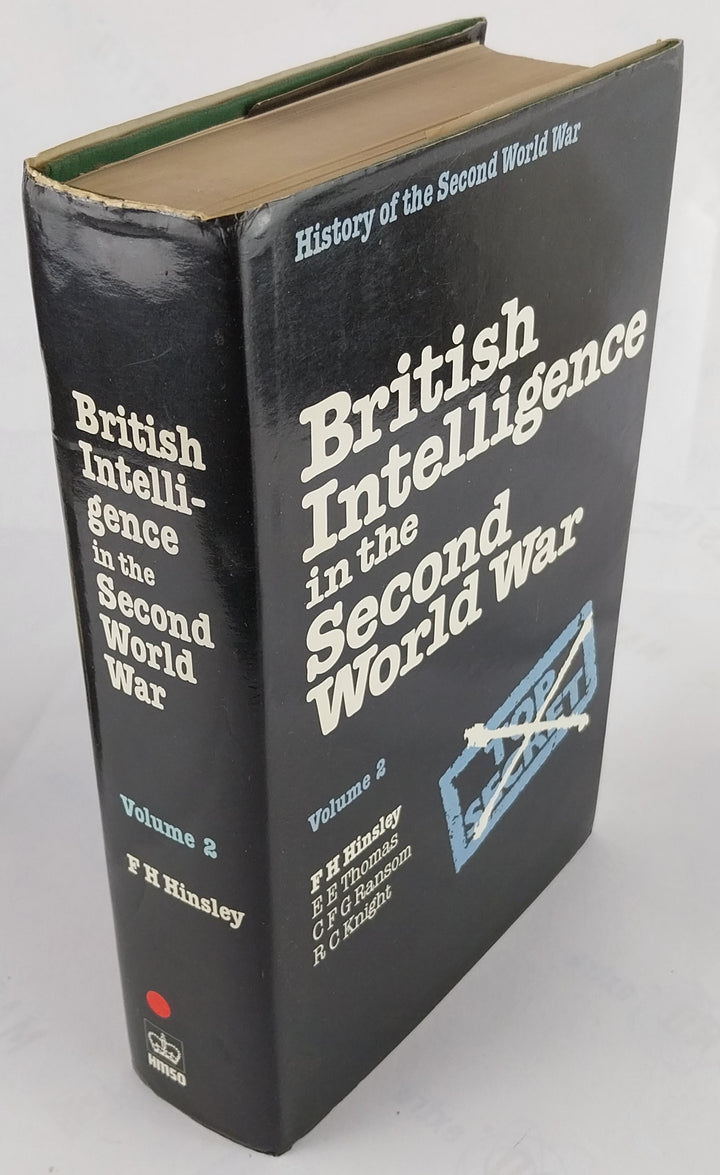 British
Intelli-
gence
in the
Second
World
War
Volume 2
F H Hinsley
HMSO
History of the Second World War
British
Intelligence
in the
Second
World War
TOP
SECRET
Volume 2
F H Hinsley
E E Thomas
C F G Ransom
R C Knight